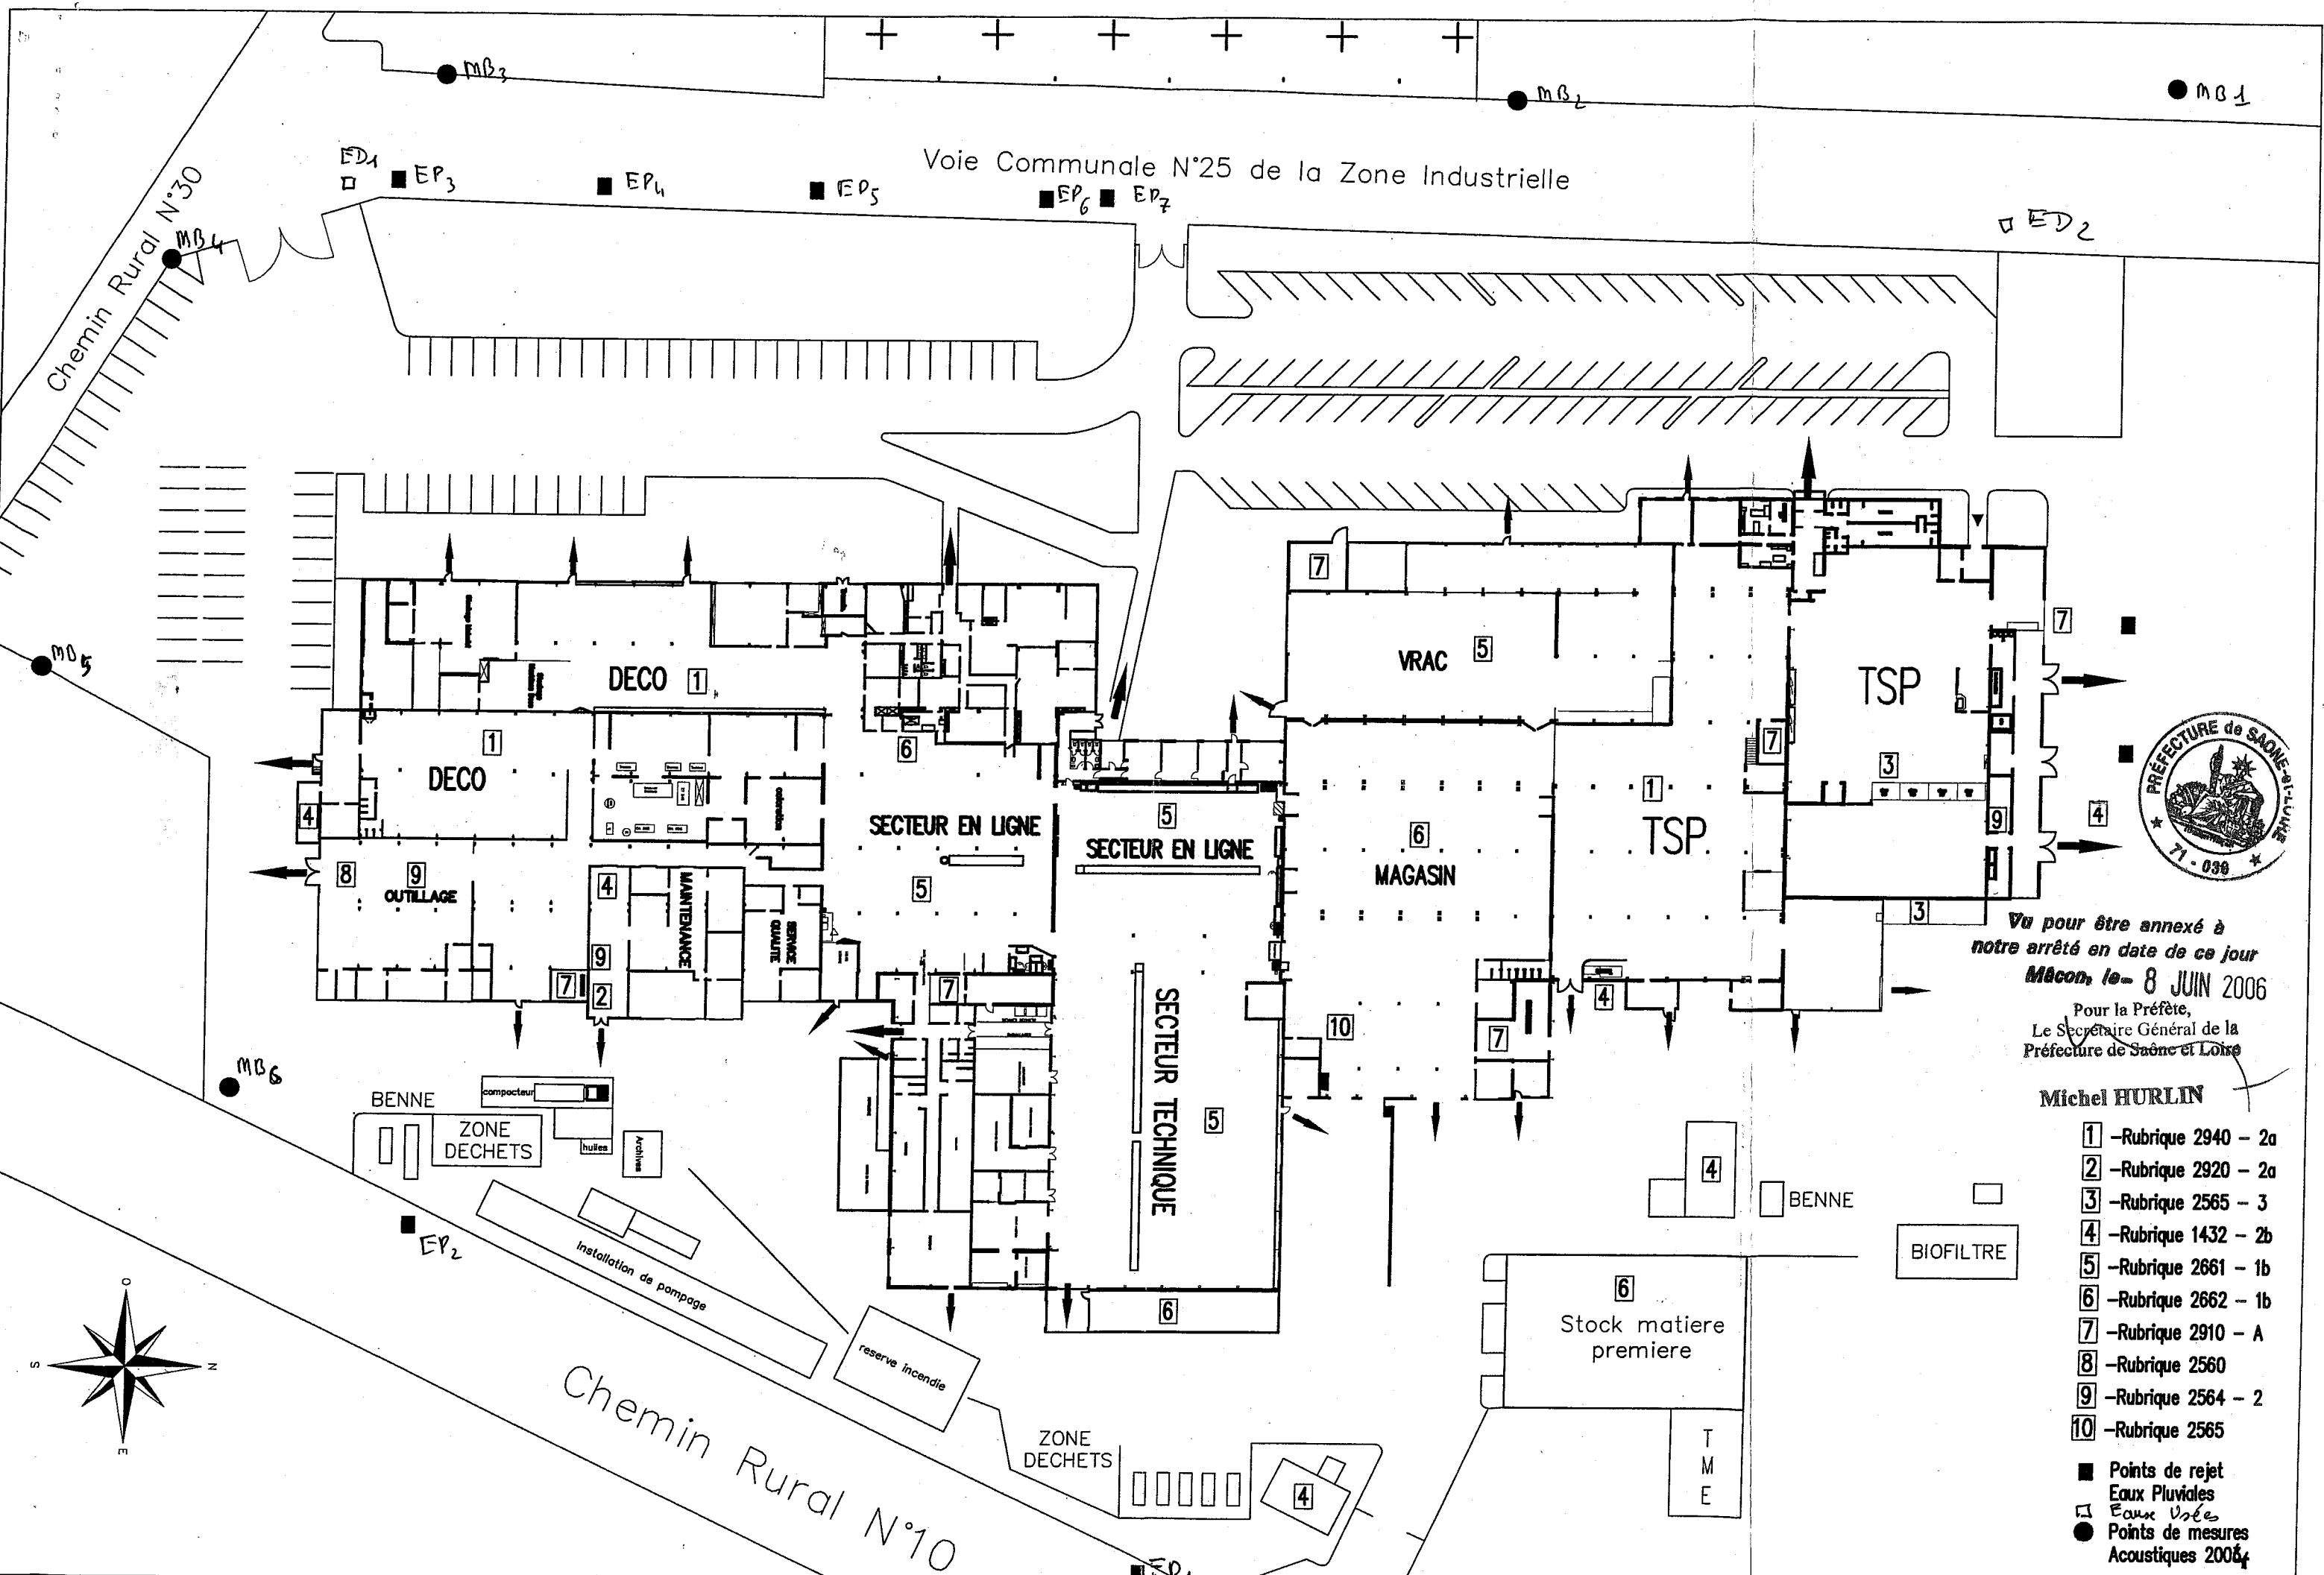 MB3
MB2
MB1
Voie Communale N°25 de la Zone Industrielle
ED1
EP3
EP4
EP5
EP6
EP7
ED2
Chemin Rural N°30
MB4
MB5
MB6
7
5
VRAC
7
TSP
DECO 1
1
DECO
6
7
3
1
TSP
9
4
4
SECTEUR EN LIGNE
5
SECTEUR EN LIGNE
6
MAGASIN
coloration
8
9
OUTILLAGE
4
MAINTENANCE
SERVICE
QUALITE
5
9
7
2
7
3
4
10
7
SECTEUR TECHNIQUE
5
PRÉFECTURE de SAONE-et-LOIRE
71 - 036
Vu pour être annexé à
notre arrêté en date de ce jour
Mâcon, le- 8 JUIN 2006
Pour la Préfète,
Le Secrétaire Général de la
Préfecture de Saône et Loire
Michel HURLIN
BENNE
compacteur
ZONE
DECHETS
huiles
Archives
EP2
Installation de pompage
reserve incendie
6
4
BENNE
BIOFILTRE
6
Stock matiere
premiere
T
M
E
O
S
N
E
Chemin Rural N°10
ZONE
DECHETS
4
1 -Rubrique 2940 - 2a
2 -Rubrique 2920 - 2a
3 -Rubrique 2565 - 3
4 -Rubrique 1432 - 2b
5 -Rubrique 2661 - 1b
6 -Rubrique 2662 - 1b
7 -Rubrique 2910 - A
8 -Rubrique 2560
9 -Rubrique 2564 - 2
10 -Rubrique 2565
Points de rejet
Eaux Pluviales
Eaux Usées
Points de mesures
Acoustiques